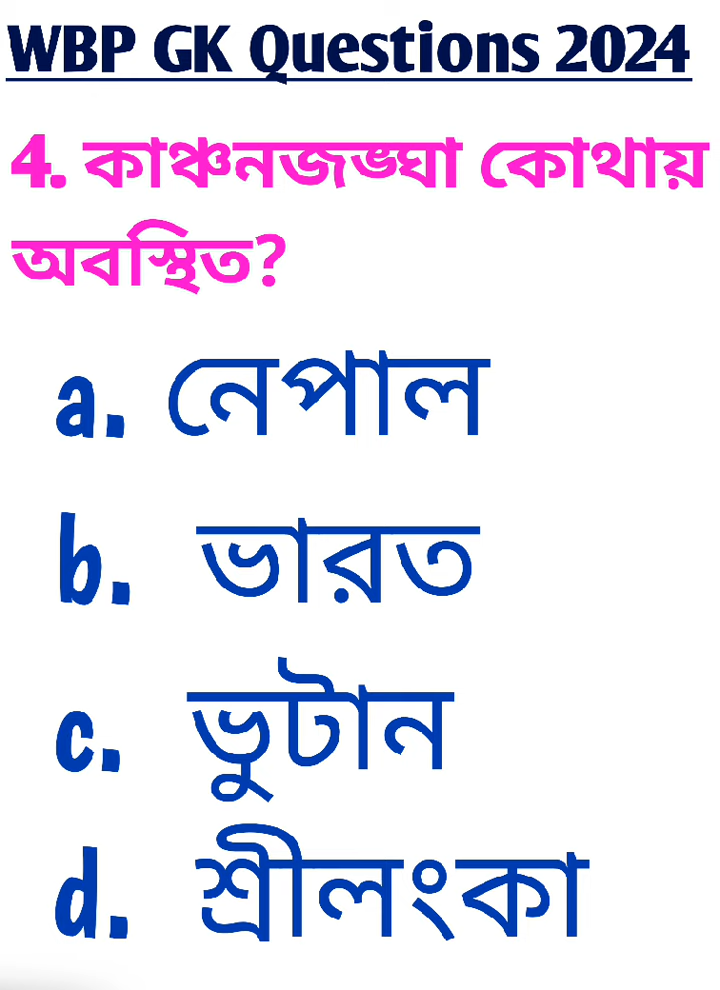 WBP GK Questions 2024
4. কাঞ্চনজঙ্ঘা কোথায়
অবস্থিত?
a. নেপাল
b. ভারত
c. ভুটান
d. শ্রীলংকা